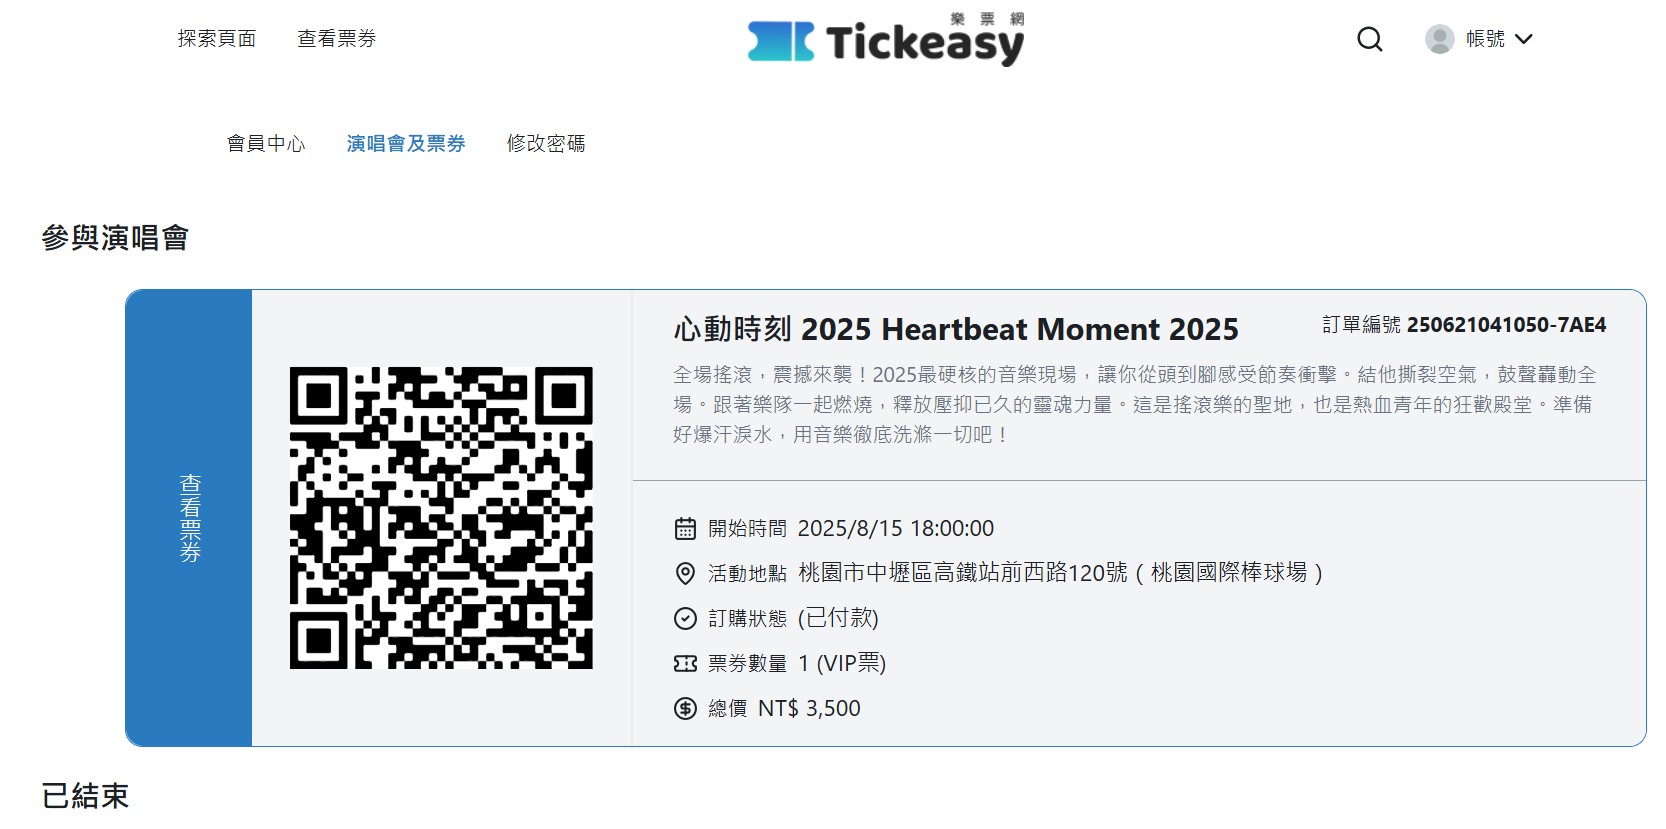 探索頁面
查看票券
樂票網
Tickeasy
帳號
會員中心
演唱會及票券
修改密碼
參與演唱會
查看票券
心動時刻 2025 Heartbeat Moment 2025
訂單編號 250621041050-7AE4
全場搖滾，震撼來襲！2025最硬核的音樂現場，讓你從頭到腳感受節奏衝擊。結他撕裂空氣，鼓聲轟動全
場。跟著樂隊一起燃燒，釋放壓抑已久的靈魂力量。這是搖滾樂的聖地，也是熱血青年的狂歡殿堂。準備
好爆汗淚水，用音樂徹底洗滌一切吧！
開始時間 2025/8/15 18:00:00
活動地點 桃園市中壢區高鐵站前西路120號（桃園國際棒球場）
訂購狀態 (已付款)
票券數量 1 (VIP票)
總價 NT$ 3,500
已結束